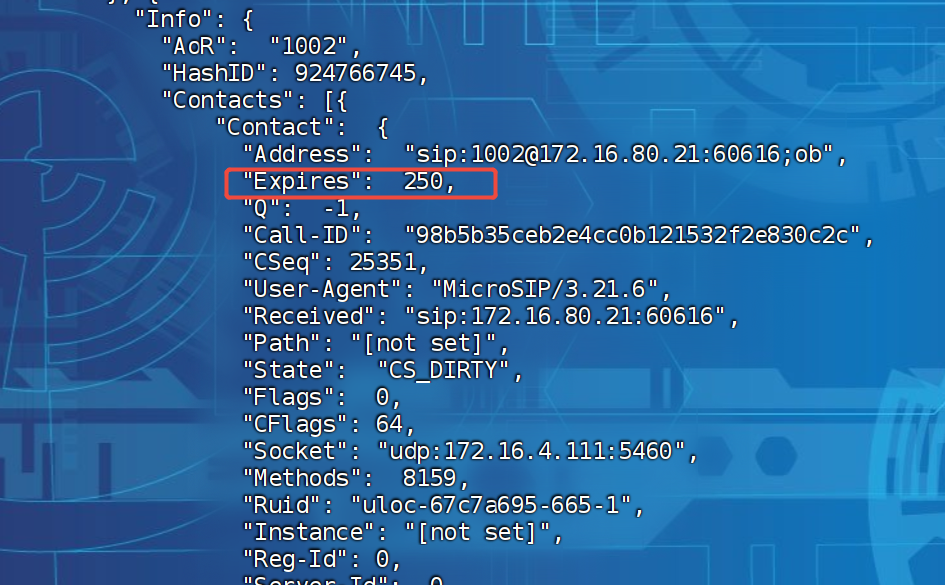 }, {
"Info": {
"AoR":  "1002",
"HashID": 924766745,
"Contacts": [{
"Contact":  {
"Address":  "sip:1002@172.16.80.21:60616;ob",
"Expires":  250,
"Q":  -1,
"Call-ID":  "98b5b35ceb2e4cc0b121532f2e830c2c",
"CSeq": 25351,
"User-Agent": "MicroSIP/3.21.6",
"Received": "sip:172.16.80.21:60616",
"Path": "[not set]",
"State":  "CS_DIRTY",
"Flags":  0,
"CFlags": 64,
"Socket": "udp:172.16.4.111:5460",
"Methods":  8159,
"Ruid": "uloc-67c7a695-665-1",
"Instance": "[not set]",
"Reg-Id": 0,
"Server-Id":  0,